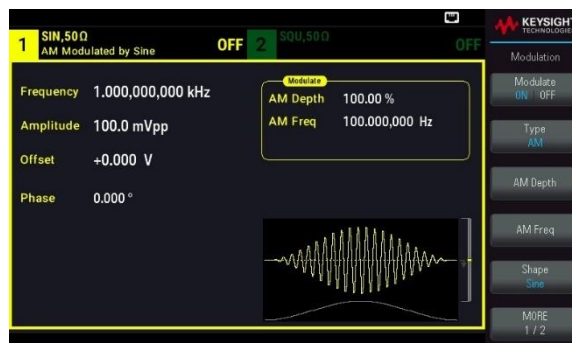 1
SIN,50Ω
AM Modulated by Sine
OFF
2
SQU,50Ω
OFF
KEYSIGHT
TECHNOLOGIES
Modulation
Frequency 1.000,000,000 kHz
Amplitude 100.0 mVpp
Offset +0.000 V
Phase 0.000 °
Modulate
AM Depth 100.00 %
AM Freq 100.000,000 Hz
Modulate
ON OFF
Type
AM
AM Depth
AM Freq
Shape
Sine
MORE
1 / 2